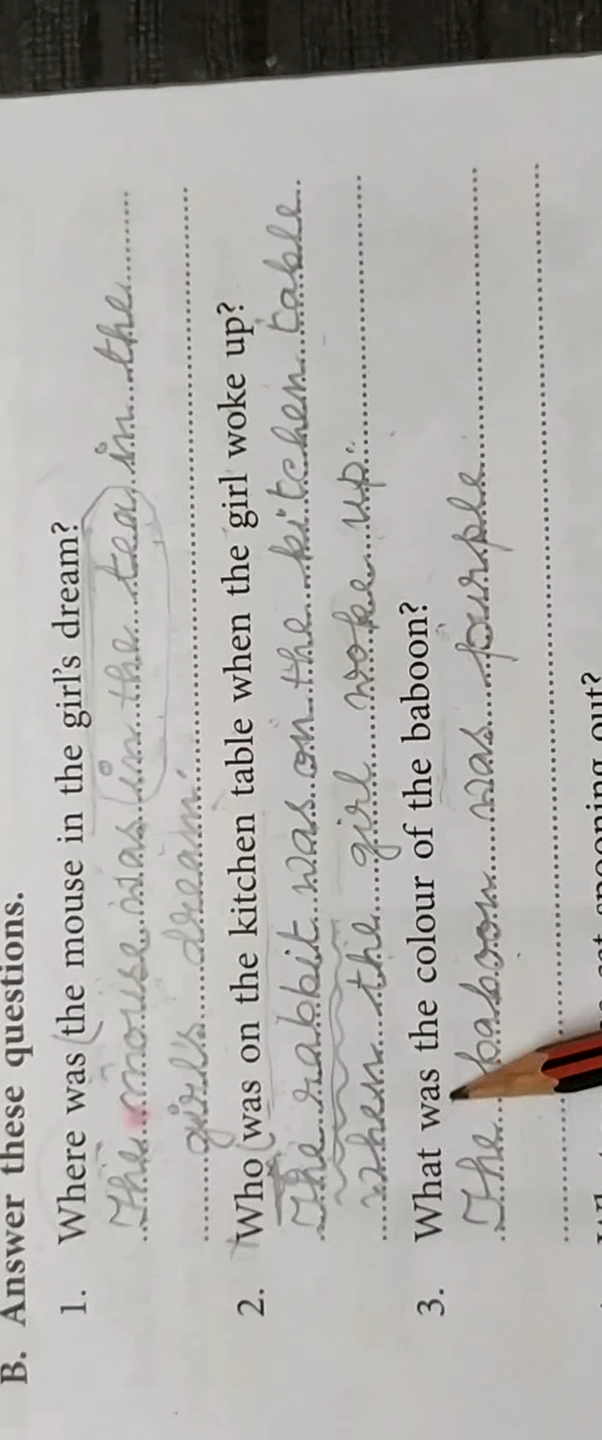 B. Answer these questions.
1. Where was the mouse in the girl's dream?
The mouse was in the tea in the
girl's dream.
2. Who was on the kitchen table when the girl woke up?
The rabbit was on the kitchen table
when the girl woke up.
3. What was the colour of the baboon?
The baboon was purple
spooning out?